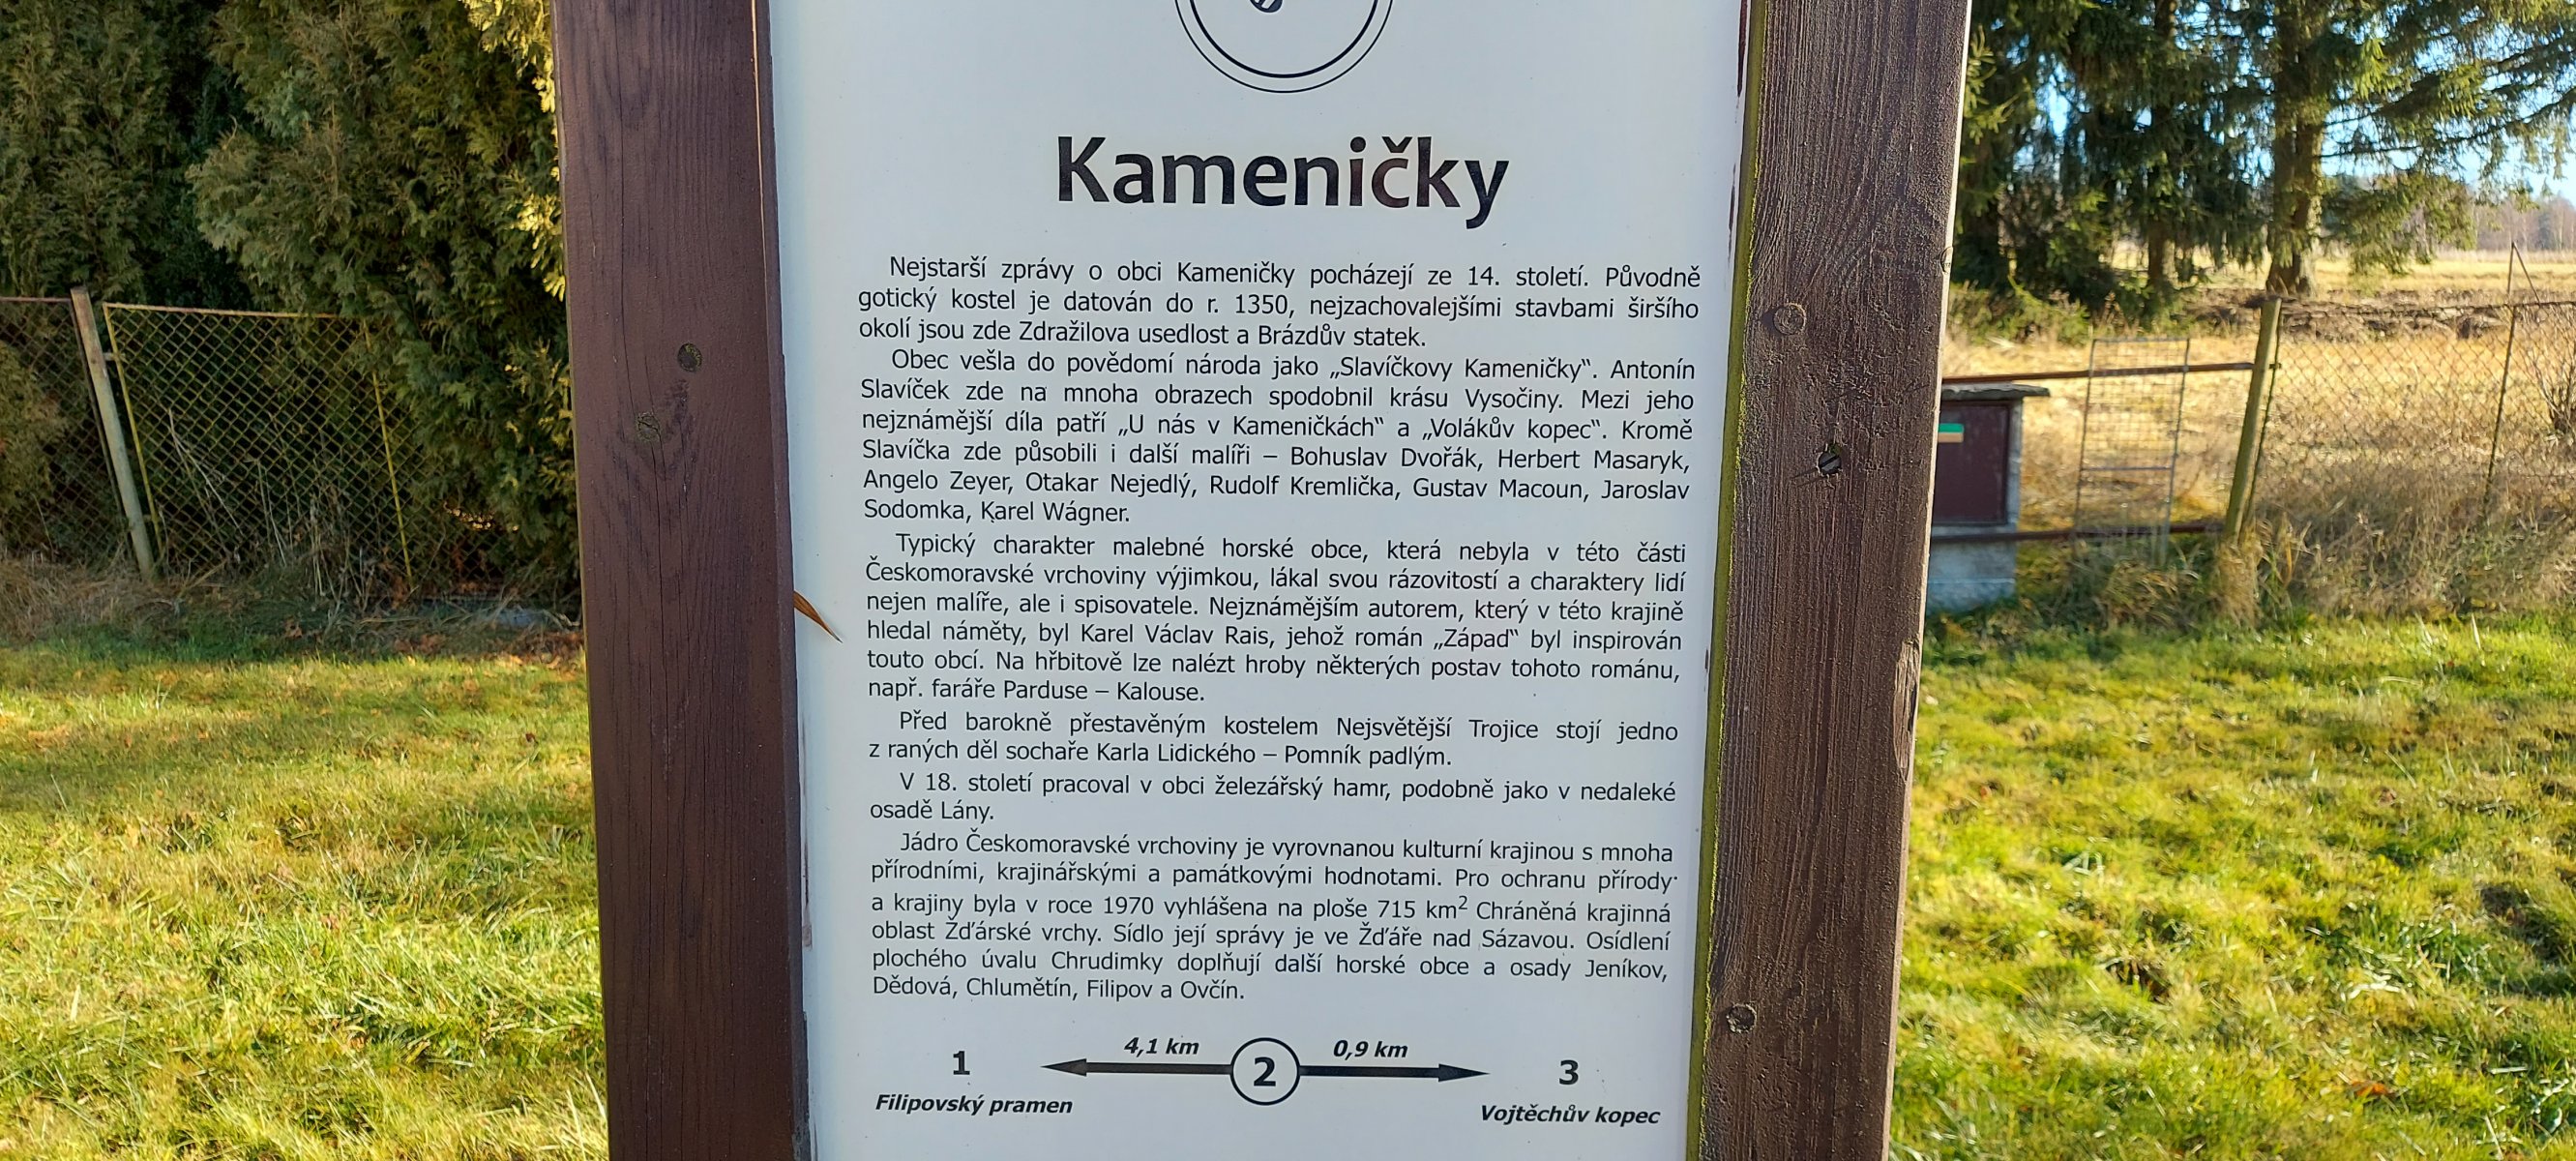 Kameničky
Nejstarší zprávy o obci Kameničky pocházejí ze 14. století. Původně
gotický kostel je datován do r. 1350, nejzachovalejšími stavbami širšího
okolí jsou zde Zdražilova usedlost a Brázdův statek.
Obec vešla do povědomí národa jako „Slavíčkovy Kameničky“. Antonín
Slavíček zde na mnoha obrazech spodobnil krásu Vysočiny. Mezi jeho
nejznámější díla patří „U nás v Kameničkách“ a „Volákův kopec“. Kromě
Slavíčka zde působili i další malíři – Bohuslav Dvořák, Herbert Masaryk,
Angelo Zeyer, Otakar Nejedlý, Rudolf Kremlička, Gustav Macoun, Jaroslav
Sodomka, Karel Wágner.
Typický charakter malebné horské obce, která nebyla v této části
Českomoravské vrchoviny výjimkou, lákal svou rázovitostí a charaktery lidí
nejen malíře, ale i spisovatele. Nejznámějším autorem, který v této krajině
hledal náměty, byl Karel Václav Rais, jehož román „Západ“ byl inspirován
touto obcí. Na hřbitově lze nalézt hroby některých postav tohoto románu,
např. faráře Parduse – Kalouse.
Před barokně přestavěným kostelem Nejsvětější Trojice stojí jedno
z raných děl sochaře Karla Lidického – Pomník padlým.
V 18. století pracoval v obci železářský hamr, podobně jako v nedaleké
osadě Lány.
Jádro Českomoravské vrchoviny je vyrovnanou kulturní krajinou s mnoha
přírodními, krajinářskými a památkovými hodnotami. Pro ochranu přírody
a krajiny byla v roce 1970 vyhlášena na ploše 715 km² Chráněná krajinná
oblast Žďárské vrchy. Sídlo její správy je ve Žďáře nad Sázavou. Osídlení
plochého úvalu Chrudimky doplňují další horské obce a osady Jeníkov,
Dědová, Chlumětín, Filipov a Ovčín.
1 4,1 km 2 0,9 km 3
Filipovský pramen Vojtěchův kopec